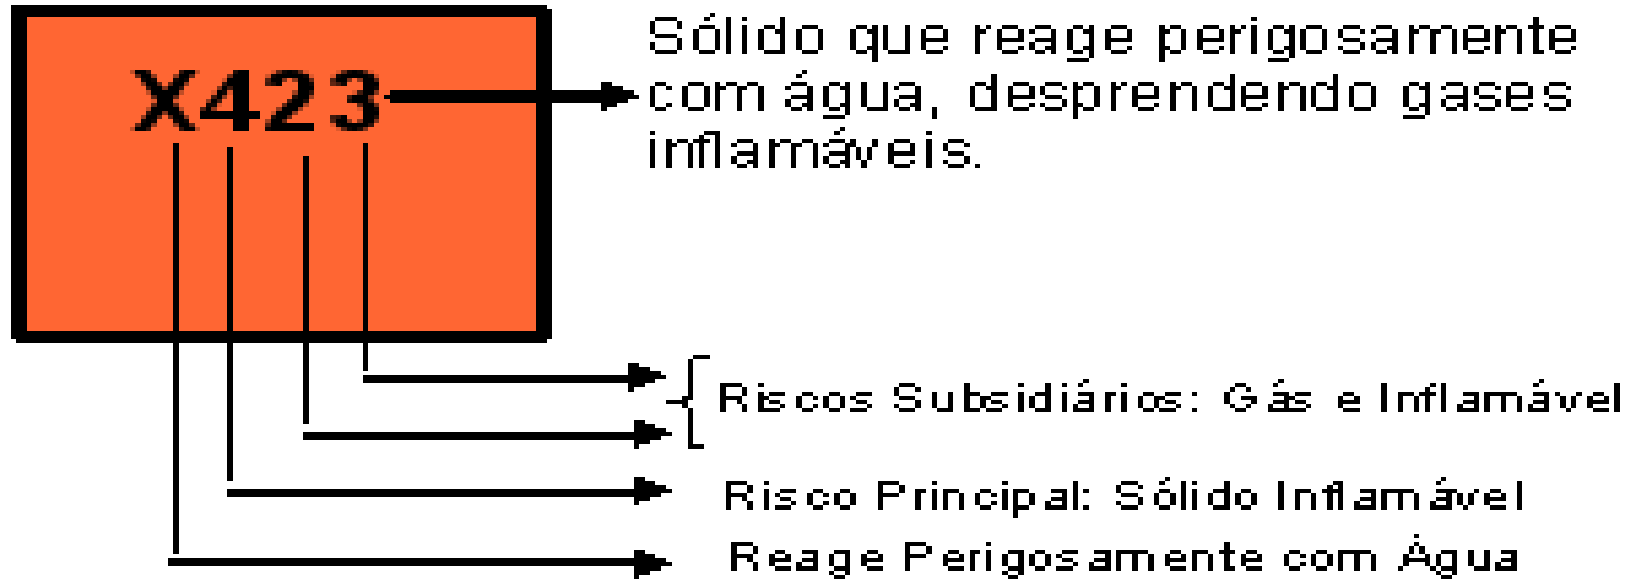 X423
Sólido que reage perigosamente
com água, desprendendo gases
inflamáveis.
Riscos Subsidiários: Gás e Inflamável
Risco Principal: Sólido Inflamável
Reage Perigosamente com Água